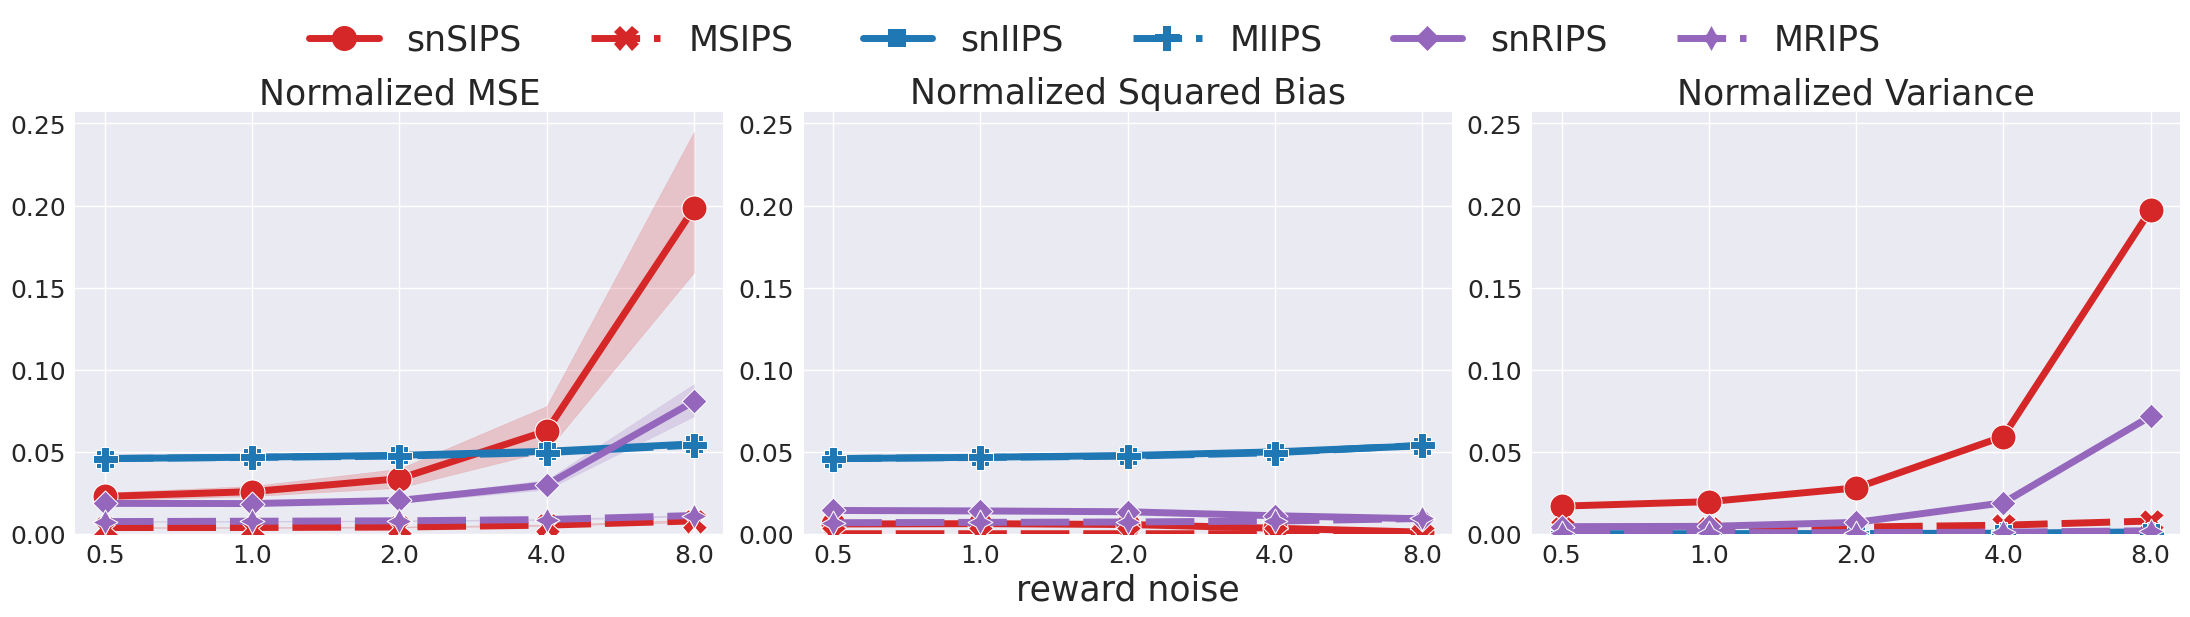 snSIPS MSIPS snIIPS MIIPS snRIPS MRIPS
Normalized MSE Normalized Squared Bias Normalized Variance
0.25 0.25 0.25
0.20 0.20 0.20
0.15 0.15 0.15
0.10 0.10 0.10
0.05 0.05 0.05
0.00 0.00 0.00
0.5 1.0 2.0 4.0 8.0 0.5 1.0 2.0 4.0 8.0 0.5 1.0 2.0 4.0 8.0
reward noise